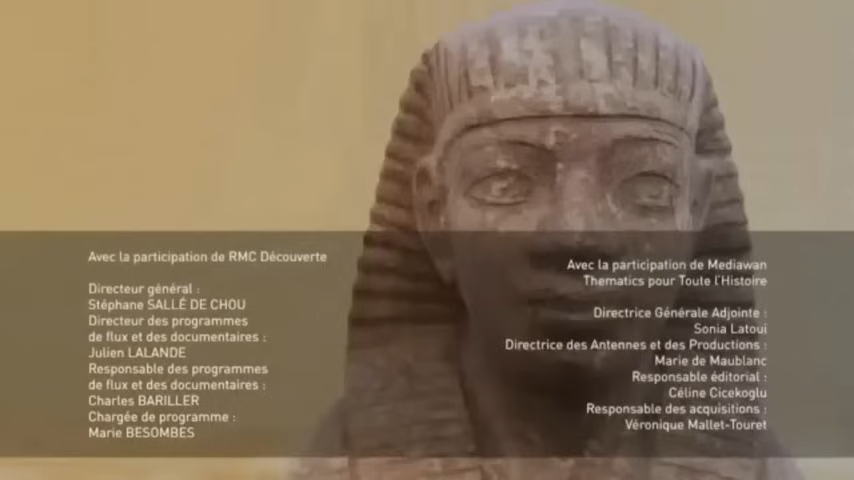 Avec la participation de RMC Découverte
Directeur général :
Stéphane SALLÉ DE CHOU
Directeur des programmes
de flux et des documentaires :
Julien LALANDE
Responsable des programmes
de flux et des documentaires :
Charles BARILLER
Chargée de programme :
Marie BESOMBES
Avec la participation de Mediawan
Thematics pour Toute l'Histoire
Directrice Générale Adjointe :
Sonia Latoui
Directrice des Antennes et des Productions :
Marie de Maublanc
Responsable éditorial :
Céline Cicekoglu
Responsable des acquisitions :
Véronique Mallet-Touret